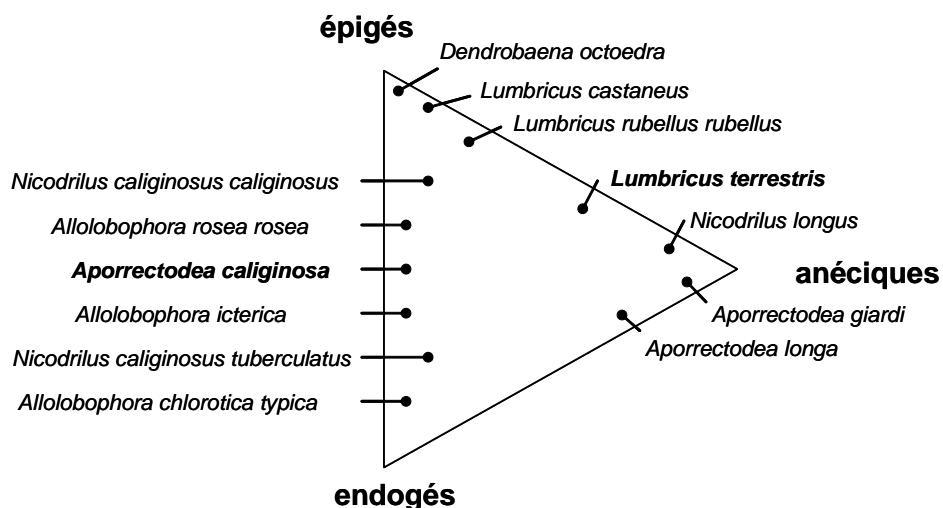 épigés
Dendrobaena octoedra
Lumbricus castaneus
Lumbricus rubellus rubellus
Nicodrilus caliginosus caliginosus
Lumbricus terrestris
Allolobophora rosea rosea
Nicodrilus longus
Aporrectodea caliginosa
anéciques
Allolobophora icterica
Aporrectodea giardi
Aporrectodea longa
Nicodrilus caliginosus tuberculatus
Allolobophora chlorotica typica
endogés